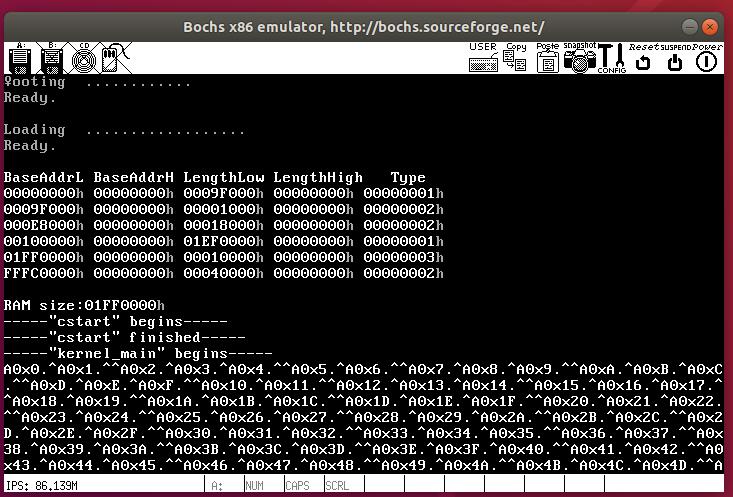 Bochs x86 emulator, http://bochs.sourceforge.net/
A: B: CD USER Copy Poste snapshot CONFIG Reset SUSPEND Power
ooting ............
Ready.
Loading ..................
Ready.
BaseAddrL BaseAddrH LengthLow LengthHigh Type
00000000h 00000000h 0009F000h 00000000h 00000001h
0009F000h 00000000h 00001000h 00000000h 00000002h
000E8000h 00000000h 00018000h 00000000h 00000002h
00100000h 00000000h 01EF0000h 00000000h 00000001h
01FF0000h 00000000h 00010000h 00000000h 00000003h
FFFC0000h 00000000h 00040000h 00000000h 00000002h
RAM size:01FF0000h
-----"cstart" begins-----
-----"cstart" finished-----
-----"kernel_main" begins-----
A0x0.^A0x1.^^A0x2.^A0x3.^A0x4.^^A0x5.^A0x6.^^A0x7.^A0x8.^A0x9.^^A0xA.^A0xB.^A0xC
.^^A0xD.^A0xE.^A0xF.^^A0x10.^A0x11.^^A0x12.^A0x13.^A0x14.^^A0x15.^A0x16.^A0x17.^
^A0x18.^A0x19.^^A0x1A.^A0x1B.^A0x1C.^^A0x1D.^A0x1E.^A0x1F.^^A0x20.^A0x21.^A0x22.
^^A0x23.^A0x24.^^A0x25.^A0x26.^A0x27.^^A0x28.^A0x29.^A0x2A.^^A0x2B.^A0x2C.^^A0x2
D.^A0x2E.^A0x2F.^^A0x30.^A0x31.^A0x32.^^A0x33.^A0x34.^A0x35.^^A0x36.^A0x37.^^A0x
38.^A0x39.^A0x3A.^^A0x3B.^A0x3C.^A0x3D.^^A0x3E.^A0x3F.^^A0x40.^A0x41.^A0x42.^^A0
x43.^A0x44.^A0x45.^^A0x46.^A0x47.^A0x48.^^A0x49.^A0x4A.^^A0x4B.^A0x4C.^A0x4D.^^A
IPS: 86.139M A: NUM CAPS SCRL